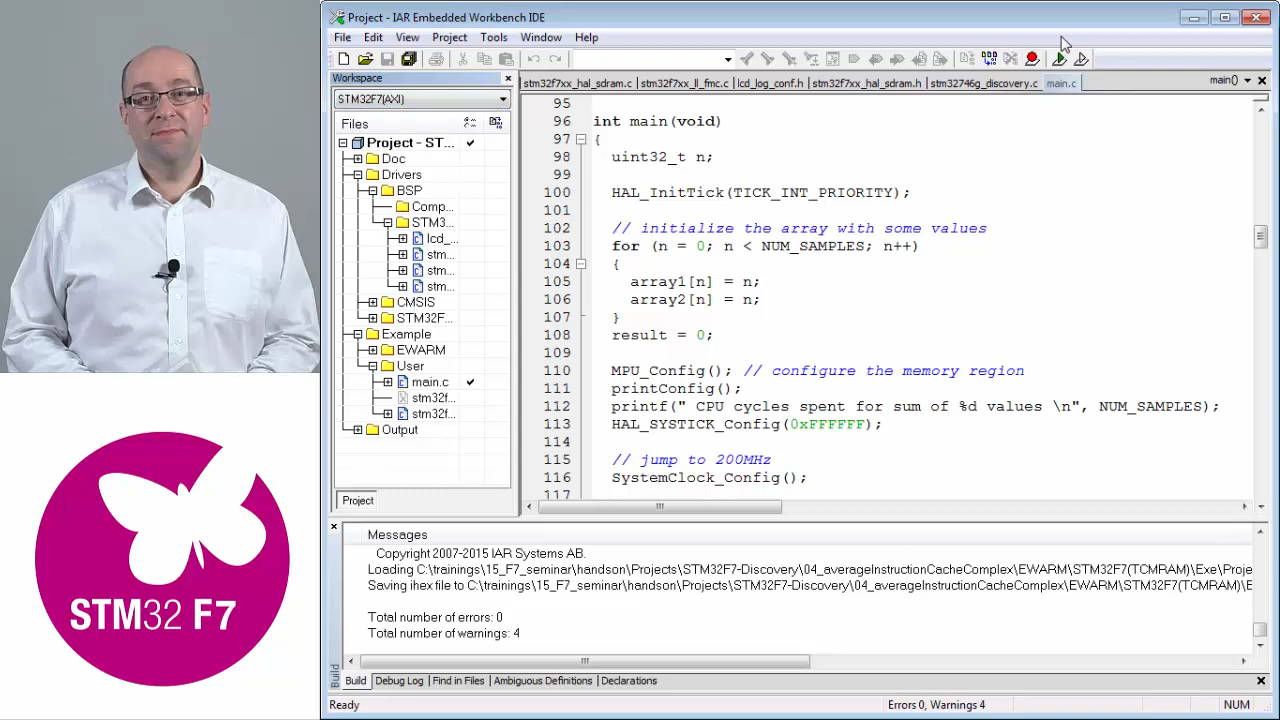 Project - IAR Embedded Workbench IDE
File Edit View Project Tools Window Help
Workspace
STM32F7(AXI)
Files
Project - ST...
Doc
Drivers
BSP
Comp...
STM3...
lcd_...
stm...
stm...
stm...
CMSIS
STM32F...
Example
EWARM
User
main.c
stm32f...
stm32f...
Output
Project
stm32f7xx_hal_sdram.c stm32f7xx_ll_fmc.c lcd_log_conf.h stm32f7xx_hal_sdram.h stm32746g_discovery.c main.c main()
95
96 int main(void)
97 {
98 uint32_t n;
99
100 HAL_InitTick(TICK_INT_PRIORITY);
101
102 // initialize the array with some values
103 for (n = 0; n < NUM_SAMPLES; n++)
104 {
105 array1[n] = n;
106 array2[n] = n;
107 }
108 result = 0;
109
110 MPU_Config(); // configure the memory region
111 printConfig();
112 printf(" CPU cycles spent for sum of %d values \n", NUM_SAMPLES);
113 HAL_SYSTICK_Config(0xFFFFFF);
114
115 // jump to 200MHz
116 SystemClock_Config();
117
Messages
Copyright 2007-2015 IAR Systems AB.
Loading C:\trainings\15_F7_seminar\handson\Projects\STM32F7-Discovery\04_averageInstructionCacheComplex\EWARM\STM32F7(TCMRAM)\Exe\Proje
Saving ihex file to C:\trainings\15_F7_seminar\handson\Projects\STM32F7-Discovery\04_averageInstructionCacheComplex\EWARM\STM32F7(TCMRAM)\E
Total number of errors: 0
Total number of warnings: 4
Build
Build Debug Log Find in Files Ambiguous Definitions Declarations
Ready Errors 0, Warnings 4 NUM
STM32 F7